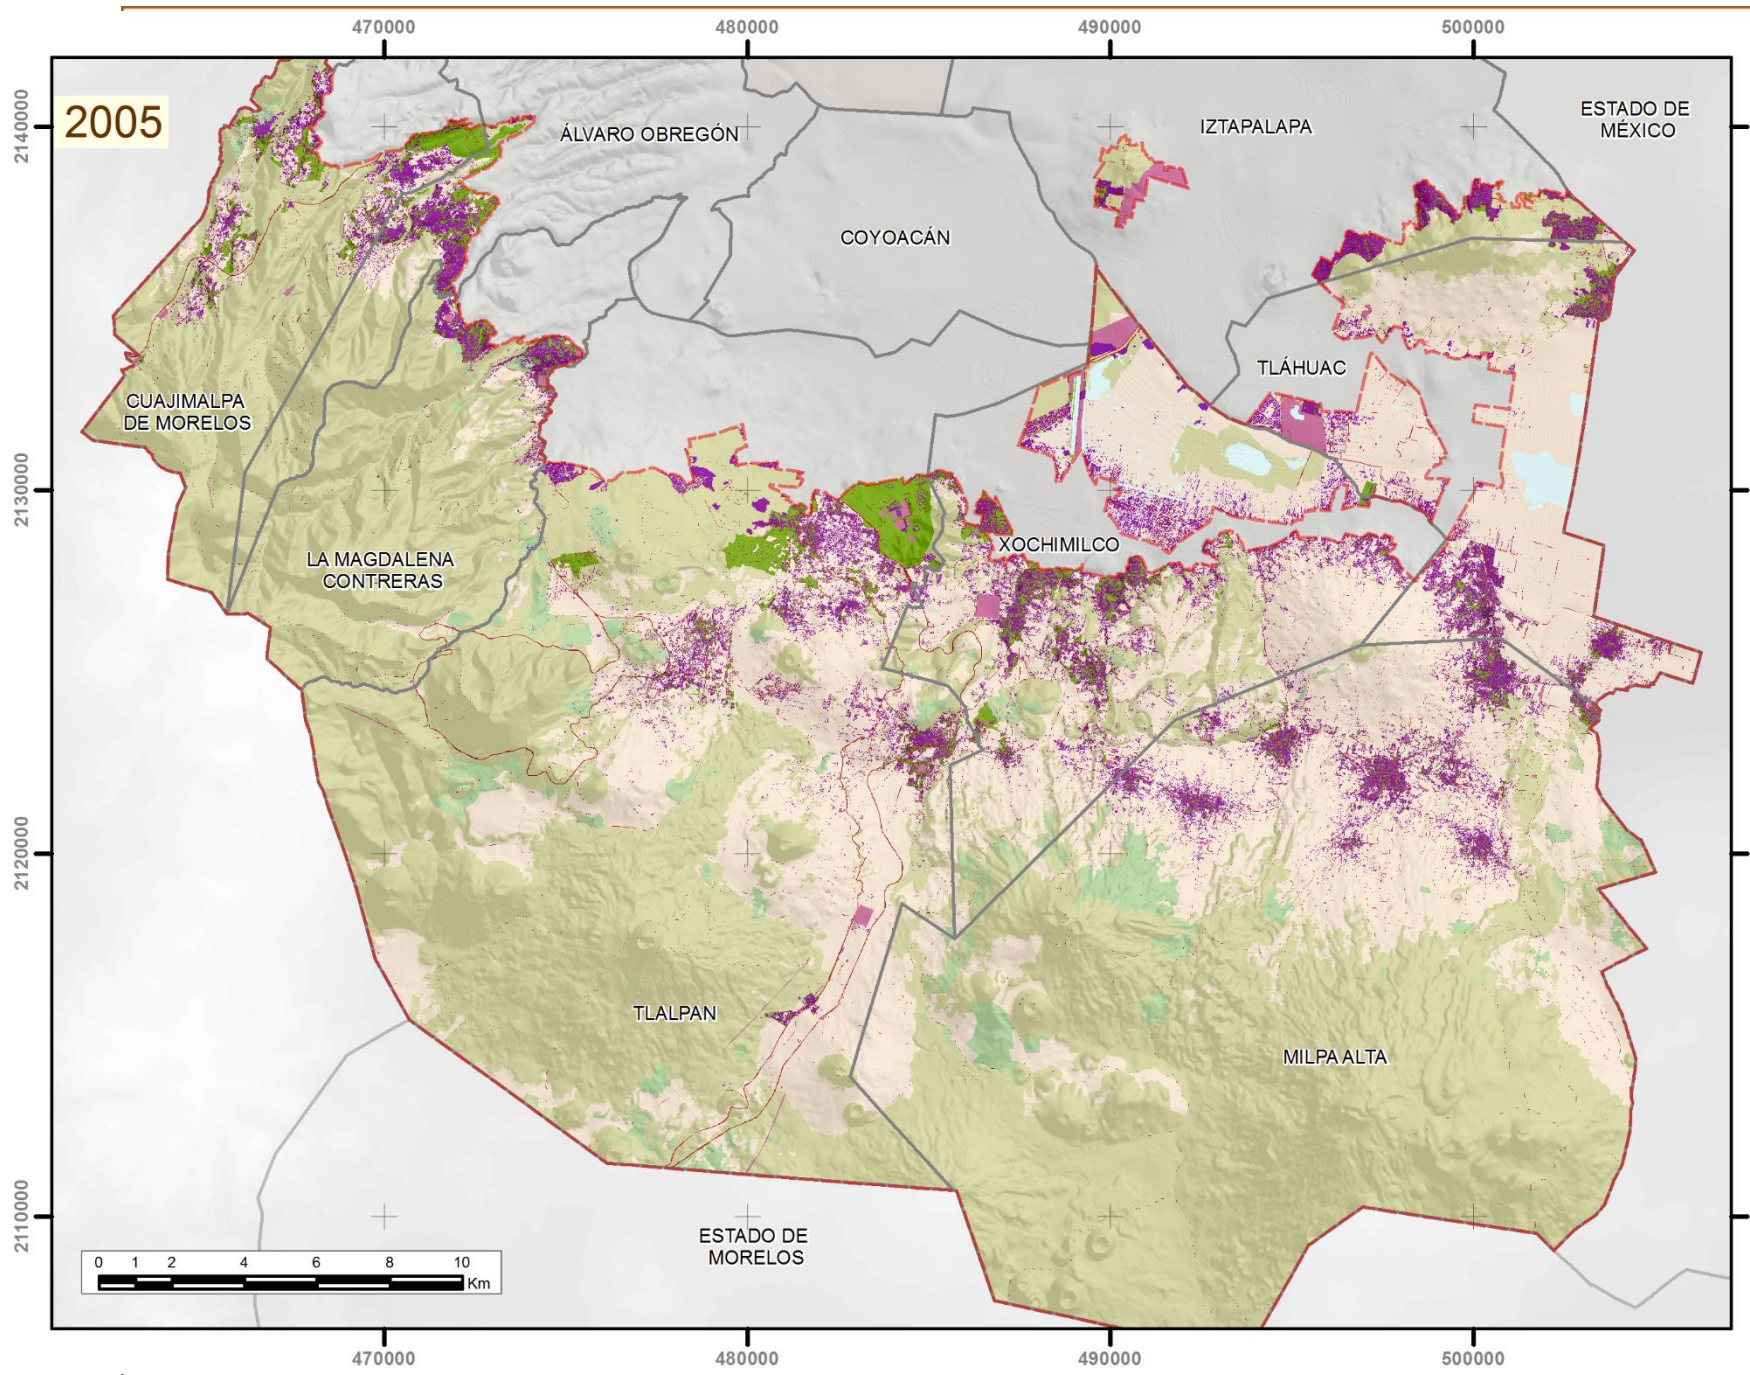 470000 480000 490000 500000
2005
2140000
2130000
2120000
2110000
ÁLVARO OBREGÓN
IZTAPALAPA
ESTADO DE
MÉXICO
COYOACÁN
TLÁHUAC
CUAJIMALPA
DE MORELOS
XOCHIMILCO
LA MAGDALENA
CONTRERAS
TLALPAN
MILPA ALTA
ESTADO DE
MORELOS
0 1 2 4 6 8 10
Km
470000 480000 490000 500000